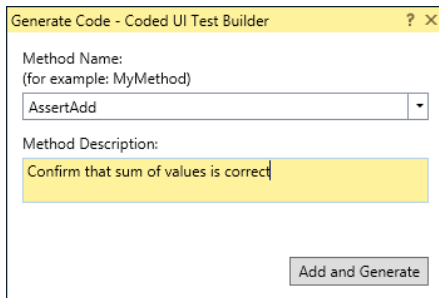 Generate Code - Coded UI Test Builder ? ×
Method Name:
(for example: MyMethod)
AssertAdd
Method Description:
Confirm that sum of values is correct
Add and Generate